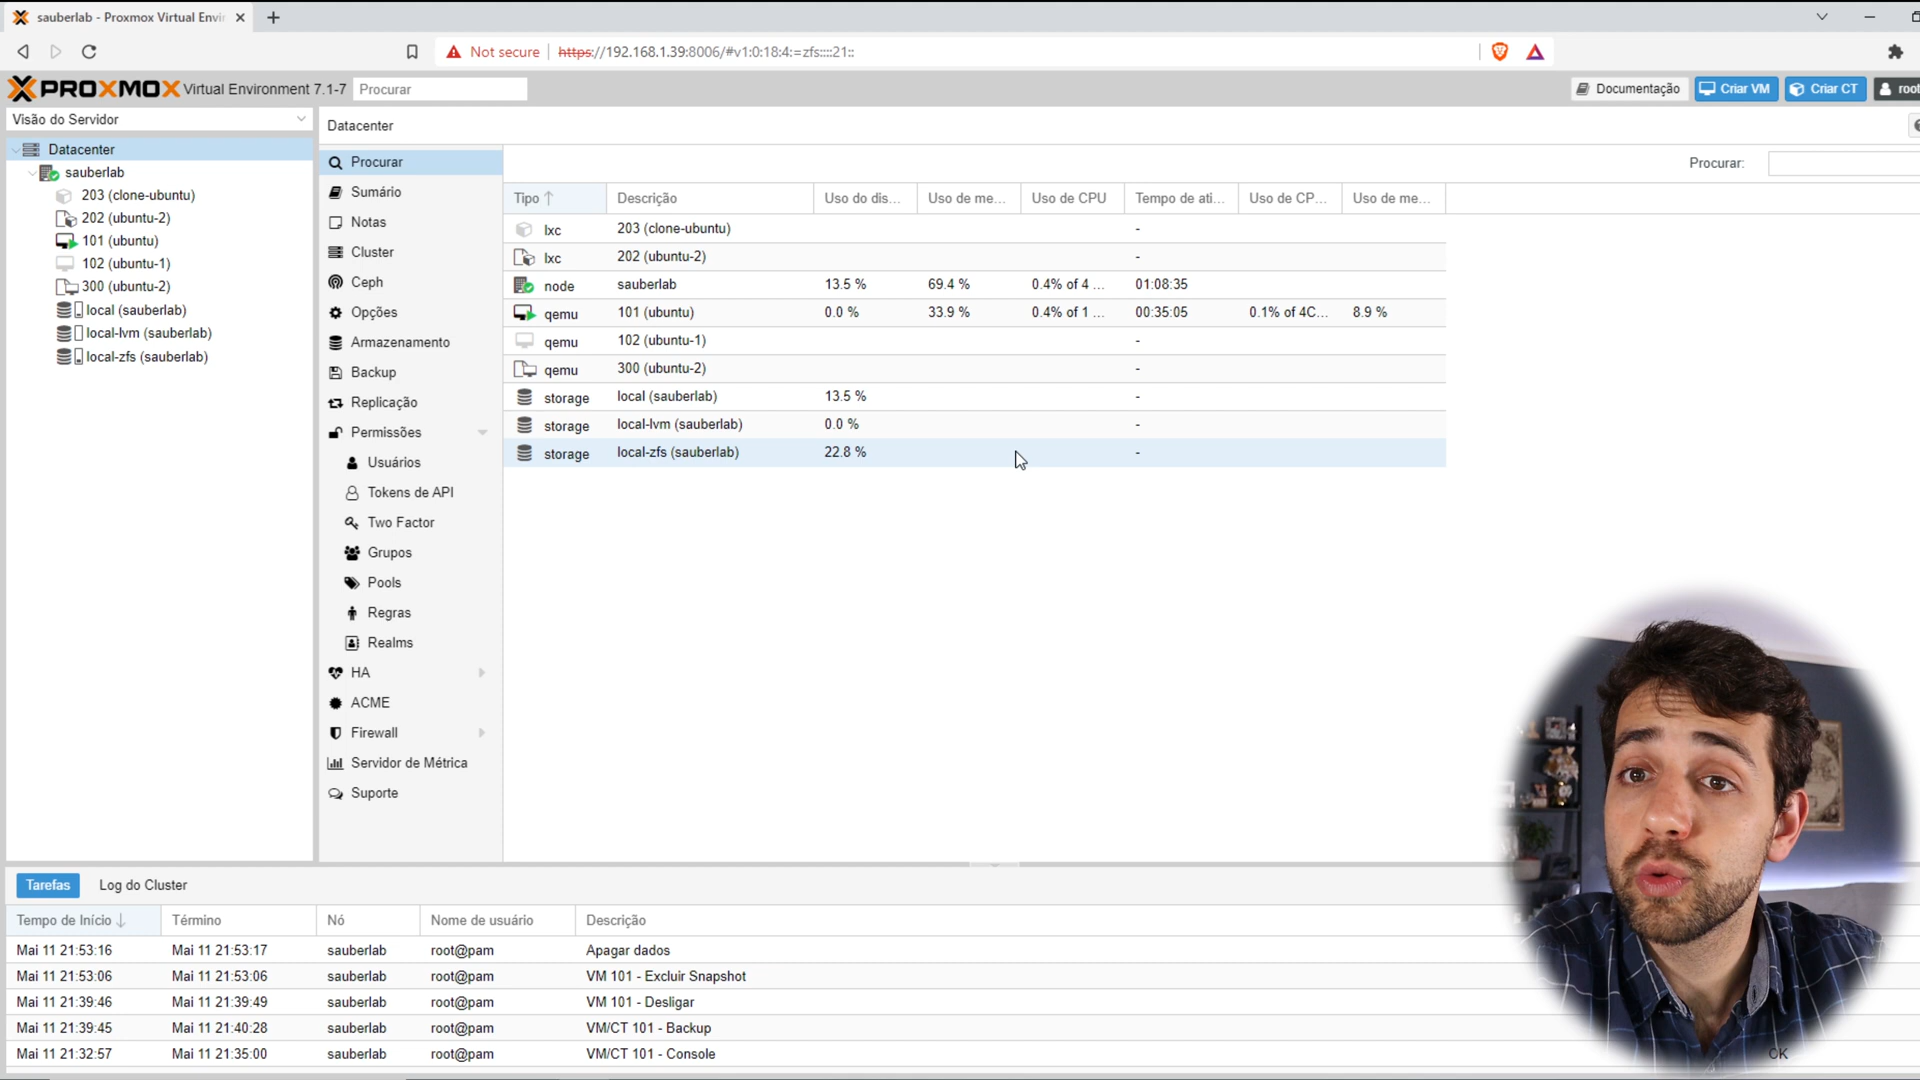 sauberlab - Proxmox Virtual Envir
Not secure https://192.168.1.39:8006/#v1:0:18:4:=zfs::::21::
PROXMOX Virtual Environment 7.1-7 Procurar Documentação Criar VM Criar CT root
Visão do Servidor
Datacenter
sauberlab
203 (clone-ubuntu)
202 (ubuntu-2)
101 (ubuntu)
102 (ubuntu-1)
300 (ubuntu-2)
local (sauberlab)
local-lvm (sauberlab)
local-zfs (sauberlab)
Datacenter
Procurar
Sumário
Notas
Cluster
Ceph
Opções
Armazenamento
Backup
Replicação
Permissões
Usuários
Tokens de API
Two Factor
Grupos
Pools
Regras
Realms
HA
ACME
Firewall
Servidor de Métrica
Suporte
Procurar:
Tipo Descrição Uso do dis... Uso de me... Uso de CPU Tempo de ati... Uso de CP... Uso de me...
lxc 203 (clone-ubuntu) -
lxc 202 (ubuntu-2) -
node sauberlab 13.5 % 69.4 % 0.4% of 4 ... 01:08:35
qemu 101 (ubuntu) 0.0 % 33.9 % 0.4% of 1 ... 00:35:05 0.1% of 4C... 8.9 %
qemu 102 (ubuntu-1) -
qemu 300 (ubuntu-2) -
storage local (sauberlab) 13.5 % -
storage local-lvm (sauberlab) 0.0 % -
storage local-zfs (sauberlab) 22.8 % -
Tarefas Log do Cluster
Tempo de Início Término Nó Nome de usuário Descrição
Mai 11 21:53:16 Mai 11 21:53:17 sauberlab root@pam Apagar dados
Mai 11 21:53:06 Mai 11 21:53:06 sauberlab root@pam VM 101 - Excluir Snapshot
Mai 11 21:39:46 Mai 11 21:39:49 sauberlab root@pam VM 101 - Desligar
Mai 11 21:39:45 Mai 11 21:40:28 sauberlab root@pam VM/CT 101 - Backup
Mai 11 21:32:57 Mai 11 21:35:00 sauberlab root@pam VM/CT 101 - Console OK